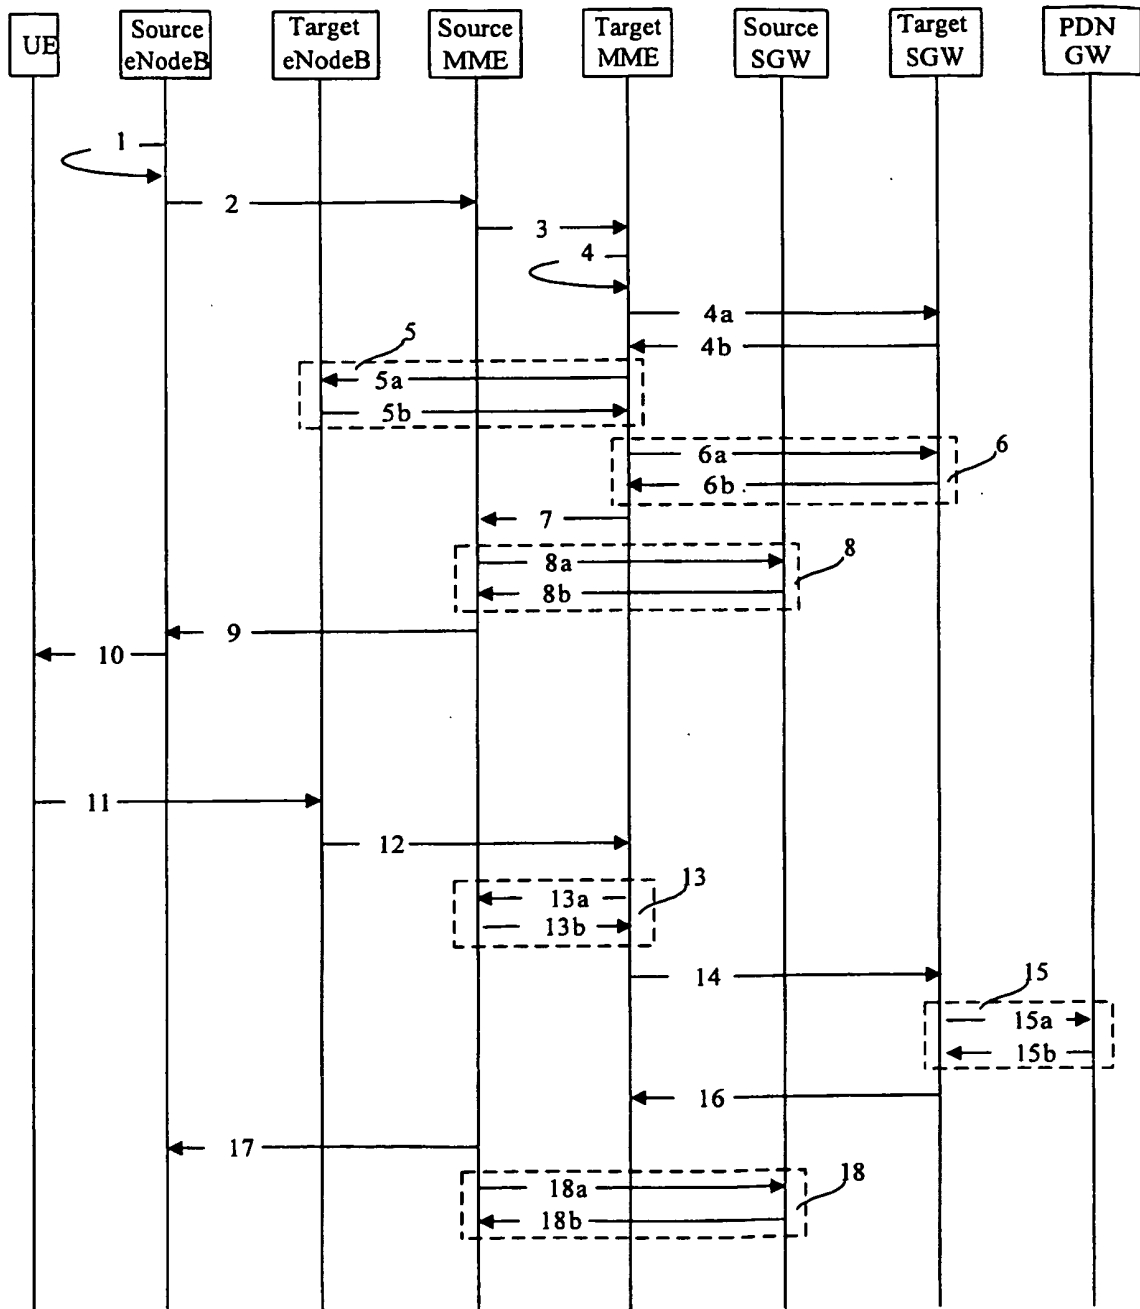 UE
Source
eNodeB
Target
eNodeB
Source
MME
Target
MME
Source
SGW
Target
SGW
PDN
GW
1
2
3
4
4a
4b
5
5a
5b
6
6a
6b
7
8
8a
8b
9
10
11
12
13
13a
13b
14
15
15a
15b
16
17
18
18a
18b